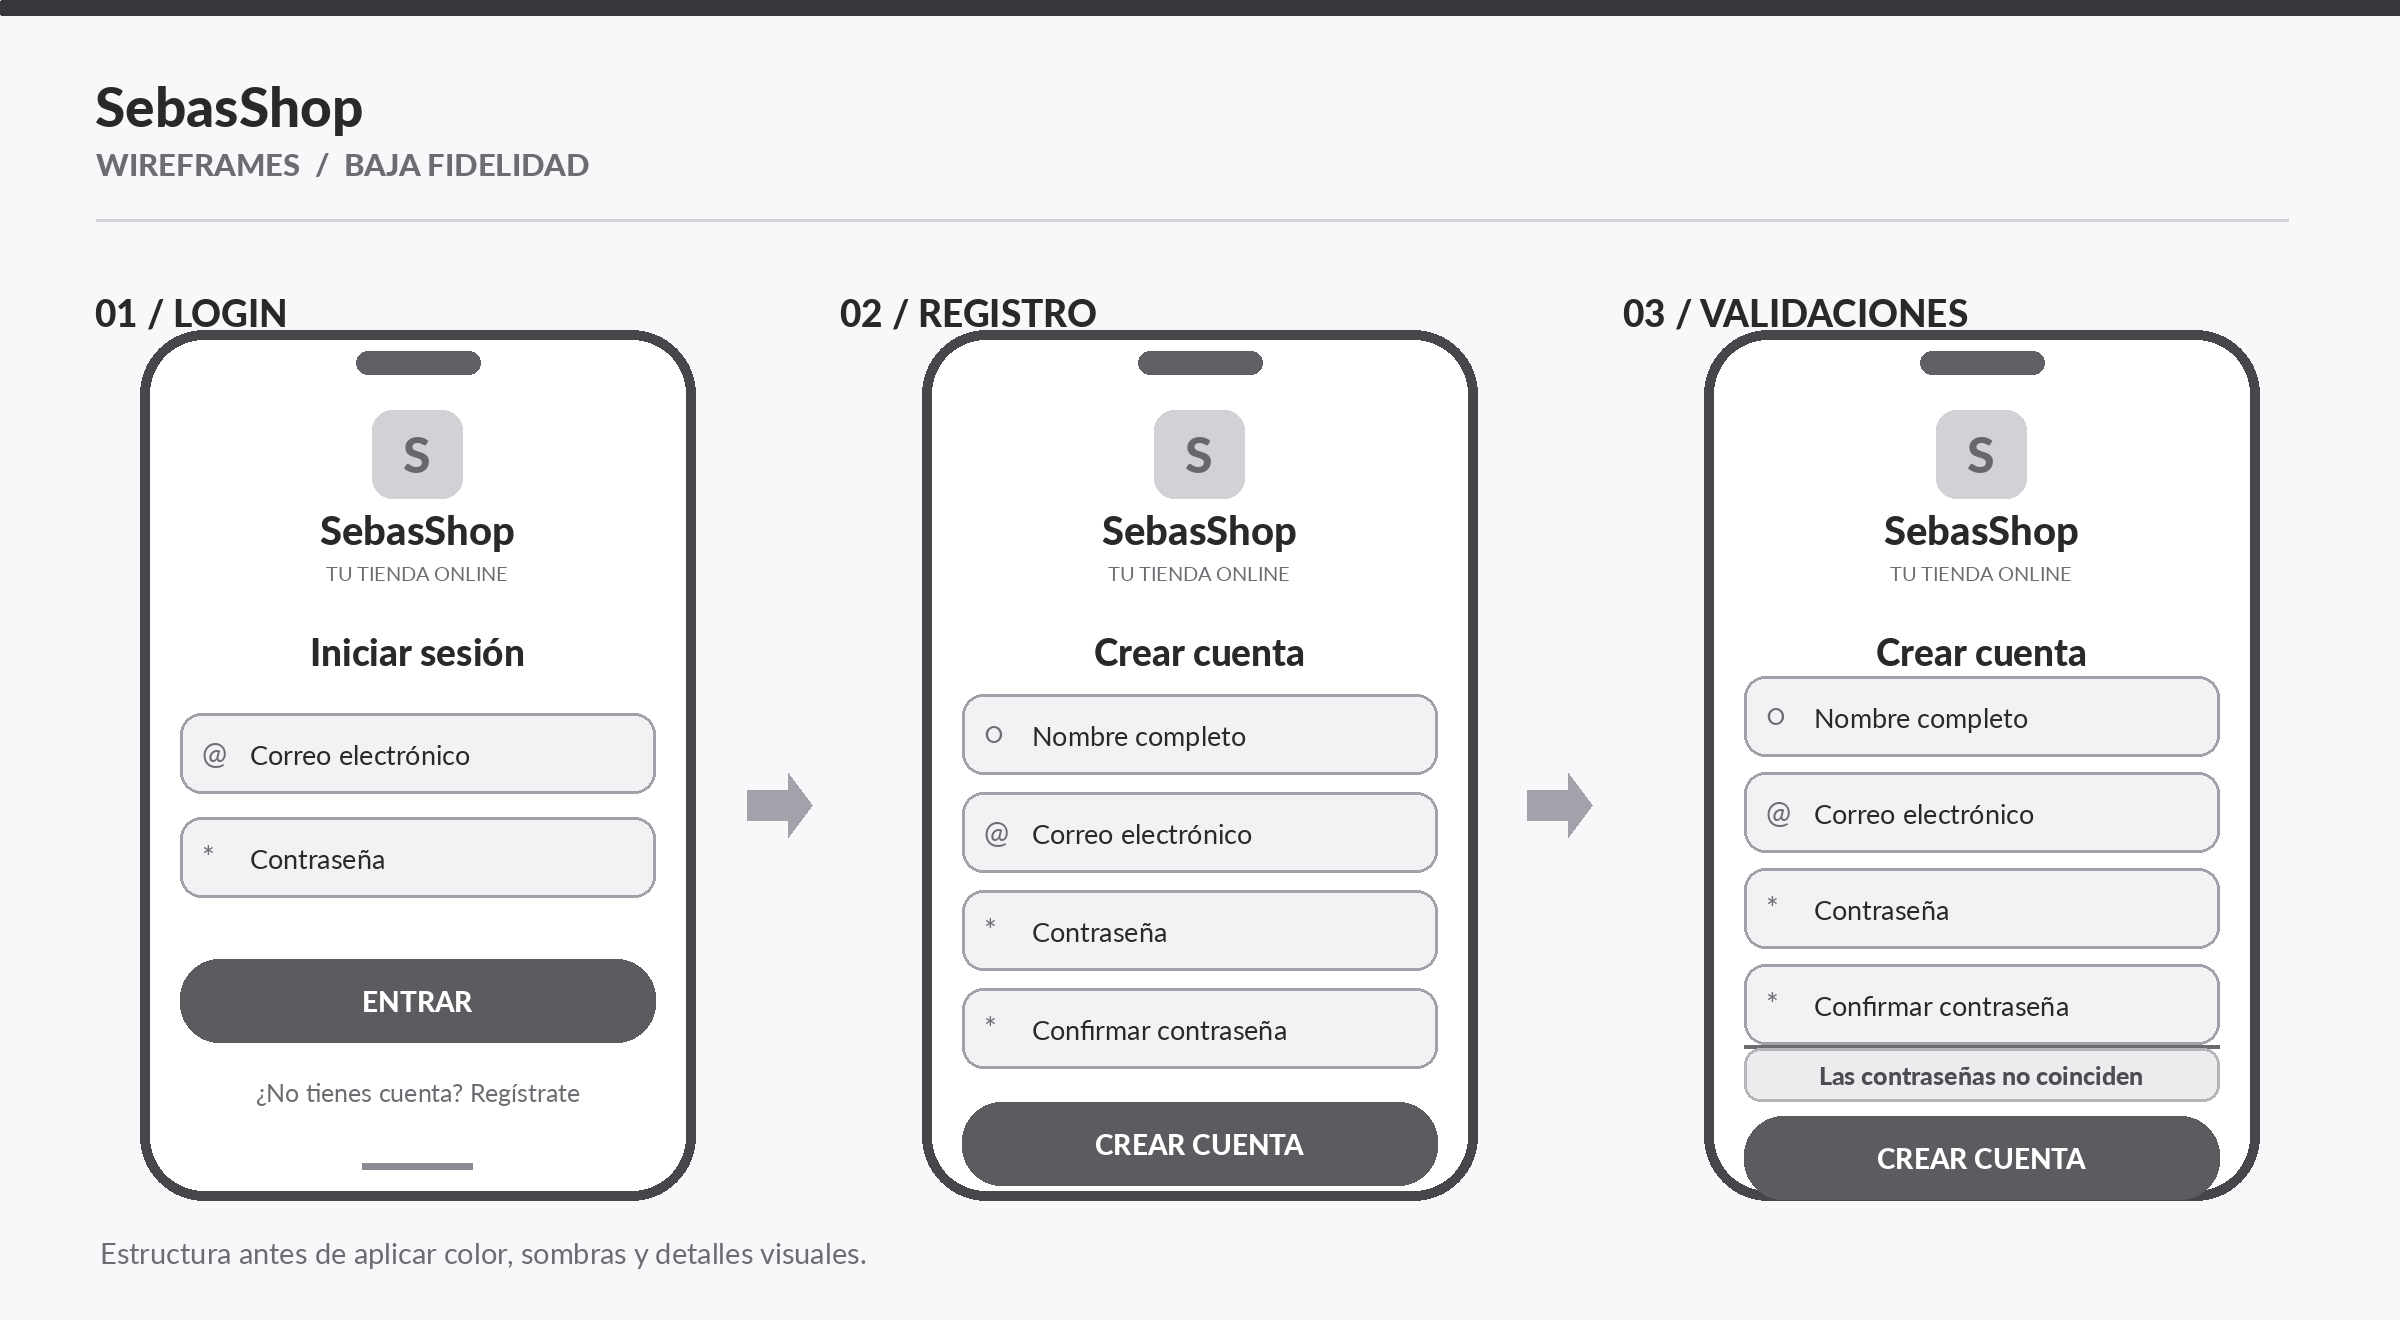 SebasShop
WIREFRAMES / BAJA FIDELIDAD
01 / LOGIN
S
SebasShop
TU TIENDA ONLINE
Iniciar sesión
@ Correo electrónico
* Contraseña
ENTRAR
¿No tienes cuenta? Regístrate
02 / REGISTRO
S
SebasShop
TU TIENDA ONLINE
Crear cuenta
O Nombre completo
@ Correo electrónico
* Contraseña
* Confirmar contraseña
CREAR CUENTA
03 / VALIDACIONES
S
SebasShop
TU TIENDA ONLINE
Crear cuenta
O Nombre completo
@ Correo electrónico
* Contraseña
* Confirmar contraseña
Las contraseñas no coinciden
CREAR CUENTA
Estructura antes de aplicar color, sombras y detalles visuales.